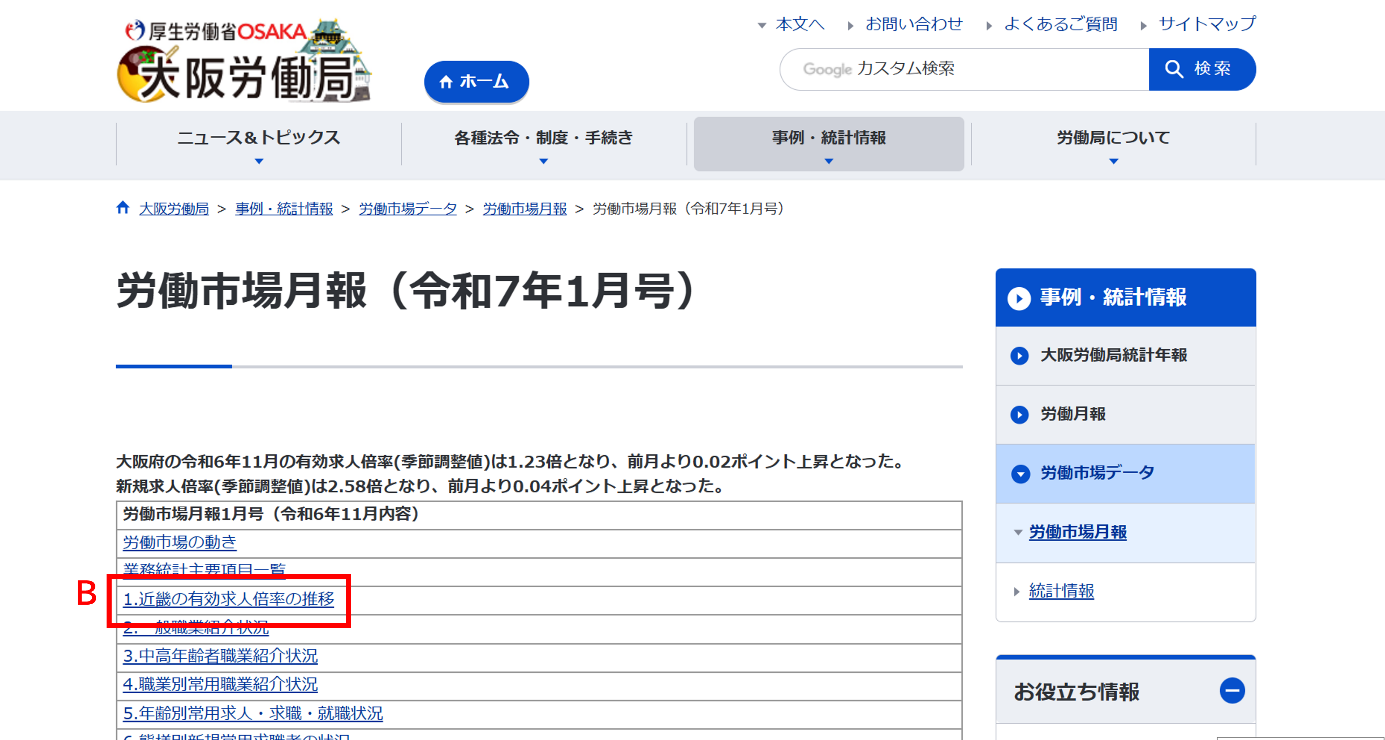 厚生労働省OSAKA
大阪労働局
ホーム
本文へ
お問い合わせ
よくあるご質問
サイトマップ
Google カスタム検索
検索
ニュース&トピックス
各種法令・制度・手続き
事例・統計情報
労働局について
大阪労働局 > 事例・統計情報 > 労働市場データ > 労働市場月報 > 労働市場月報（令和7年1月号）
労働市場月報（令和7年1月号）
大阪府の令和6年11月の有効求人倍率(季節調整値)は1.23倍となり、前月より0.02ポイント上昇となった。
新規求人倍率(季節調整値)は2.58倍となり、前月より0.04ポイント上昇となった。
労働市場月報1月号（令和6年11月内容）
労働市場の動き
業務統計主要項目一覧
B
1.近畿の有効求人倍率の推移
2.一般職業紹介状況
3.中高年齢者職業紹介状況
4.職業別常用職業紹介状況
5.年齢別常用求人・求職・就職状況
6.態様別新規常用求職者の状況
事例・統計情報
大阪労働局統計年報
労働月報
労働市場データ
労働市場月報
統計情報
お役立ち情報